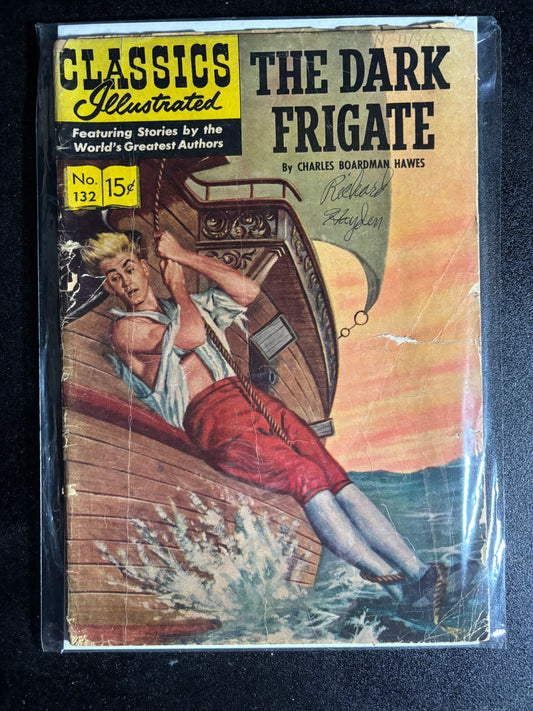 CLASSICS
Illustrated
Featuring Stories by the
World's Greatest Authors
No.
132
15¢
THE DARK
FRIGATE
By CHARLES BOARDMAN HAWES
Richard
Hayden